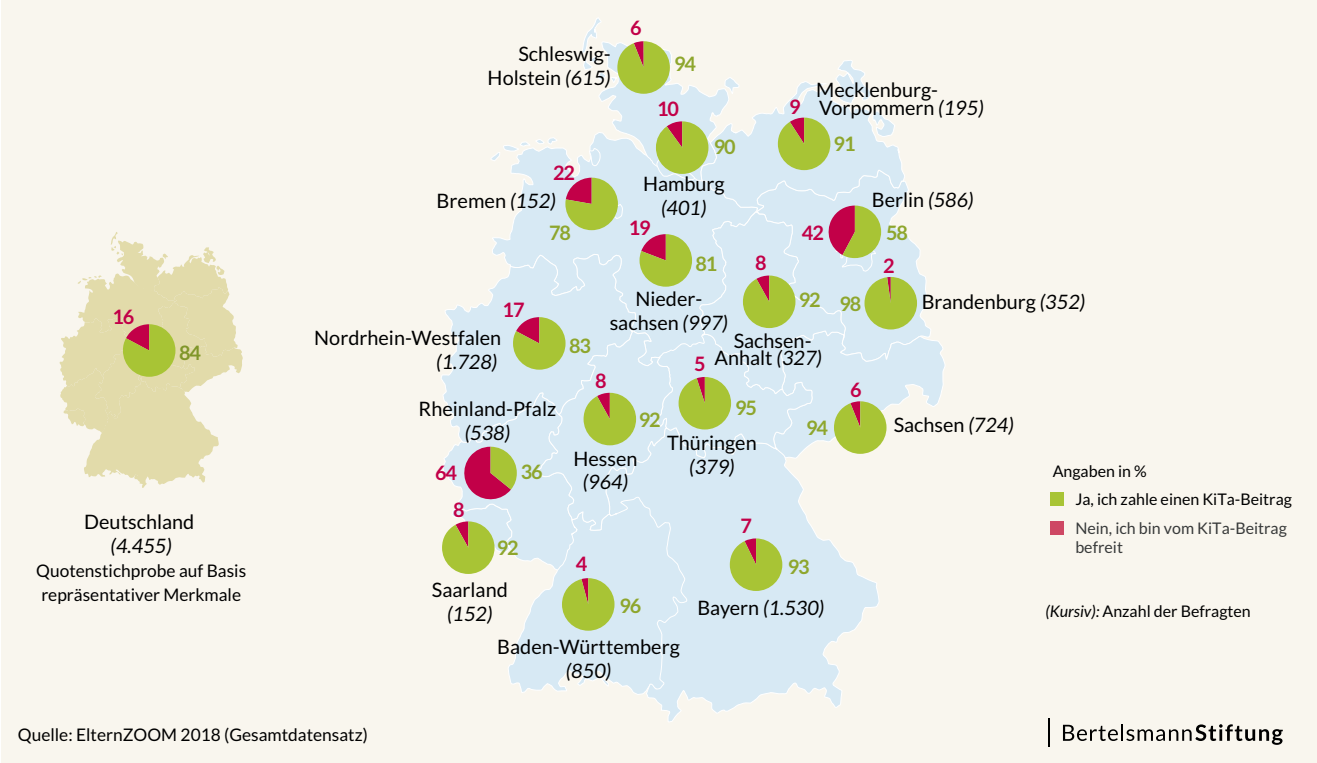 6
Schleswig-
Holstein (615)
94
Mecklenburg-
Vorpommern (195)
10
9
90
91
22
Hamburg
(401)
Bremen (152)
Berlin (586)
78
19
42
58
81
8
2
Nieder-
sachsen (997)
92
98
Brandenburg (352)
17
Nordrhein-Westfalen
(1.728)
83
Sachsen-
Anhalt (327)
16
84
8
5
6
Rheinland-Pfalz
(538)
92
95
94
Sachsen (724)
Hessen
(964)
Thüringen
(379)
64
36
8
92
Saarland
(152)
4
96
Baden-Württemberg
(850)
7
93
Bayern (1.530)
Deutschland
(4.455)
Quotenstichprobe auf Basis
repräsentativer Merkmale
Angaben in %
Ja, ich zahle einen KiTa-Beitrag
Nein, ich bin vom KiTa-Beitrag
befreit
(Kursiv): Anzahl der Befragten
Quelle: ElternZOOM 2018 (Gesamtdatensatz)
BertelsmannStiftung